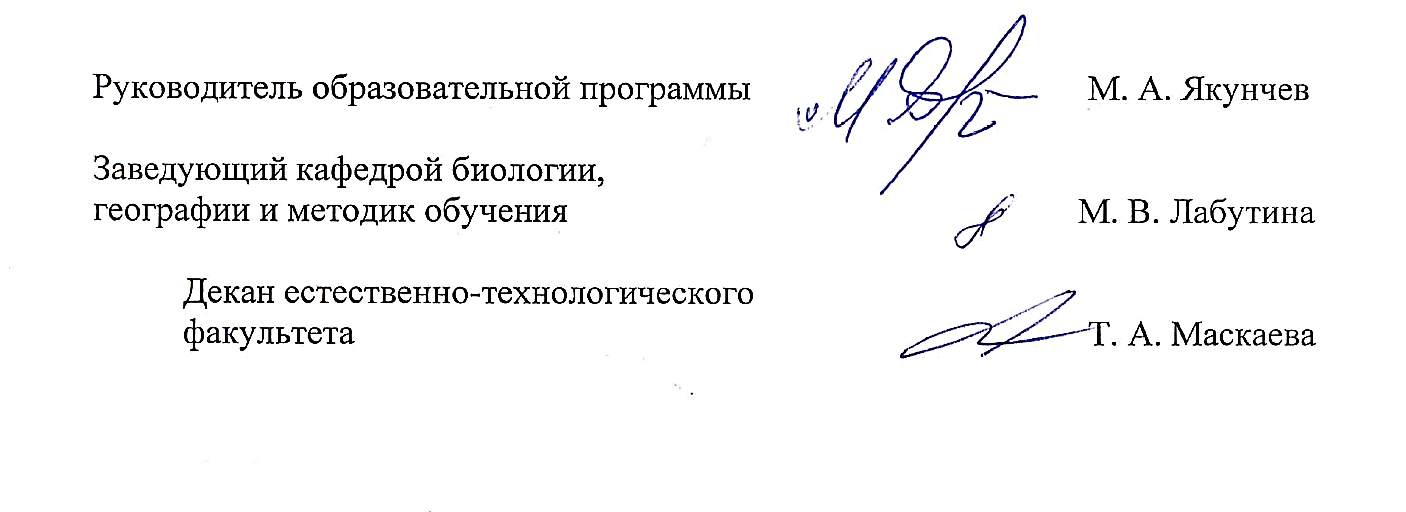 Руководитель образовательной программы М. А. Якунчев
Заведующий кафедрой биологии,
географии и методик обучения М. В. Лабутина
Декан естественно-технологического
факультета Т. А. Маскаева